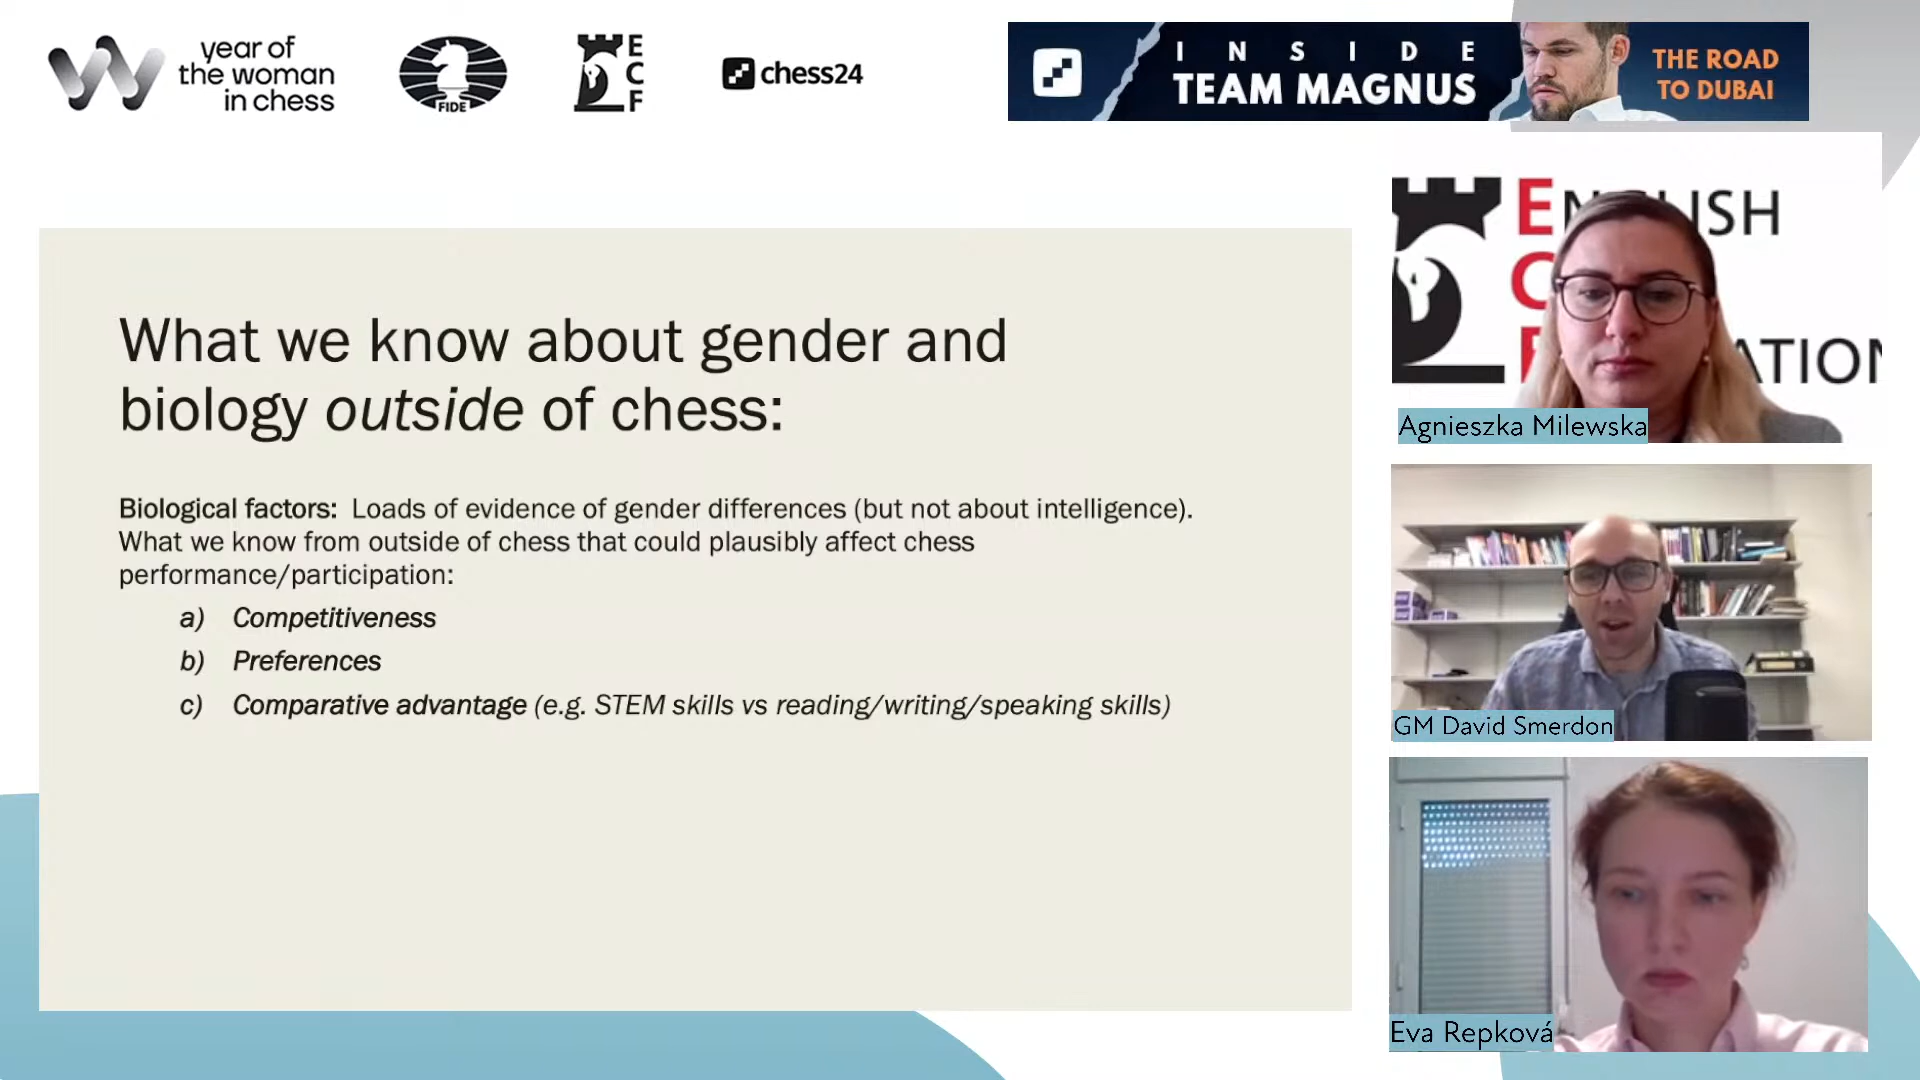 year of
the woman
in chess
FIDE
E
C
F
chess24
INSIDE
TEAM MAGNUS
THE ROAD
TO DUBAI
What we know about gender and
biology outside of chess:
Biological factors: Loads of evidence of gender differences (but not about intelligence).
What we know from outside of chess that could plausibly affect chess
performance/participation:
a) Competitiveness
b) Preferences
c) Comparative advantage (e.g. STEM skills vs reading/writing/speaking skills)
Agnieszka Milewska
GM David Smerdon
Eva Repková